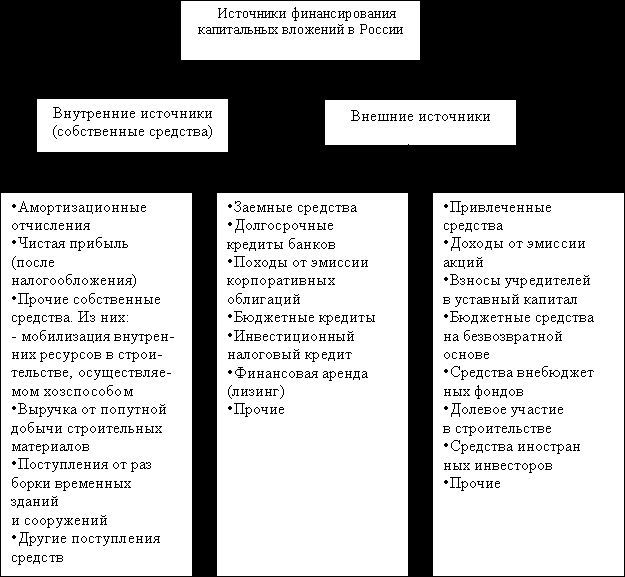 Источники финансирования
капитальных вложений в России
Внутренние источники
(собственные средства)
Внешние источники
•Амортизационные
отчисления
•Чистая прибыль
(после
налогообложения)
•Прочие собственные
средства. Из них:
- мобилизация внутрен-
них ресурсов в строи-
тельстве, осуществляе-
мом хозспособом
•Выручка от попутной
добычи строительных
материалов
•Поступления от раз
борки временных
зданий
и сооружений
•Другие поступления
средств
•Заемные средства
•Долгосрочные
кредиты банков
•Походы от эмиссии
корпоративных
облигаций
•Бюджетные кредиты
•Инвестиционный
налоговый кредит
•Финансовая аренда
(лизинг)
•Прочие
•Привлеченные
средства
•Доходы от эмиссии
акций
•Взносы учредителей
в уставный капитал
•Бюджетные средства
на безвозвратной
основе
•Средства внебюджет
ных фондов
•Долевое участие
в строительстве
•Средства иностран
ных инвесторов
•Прочие